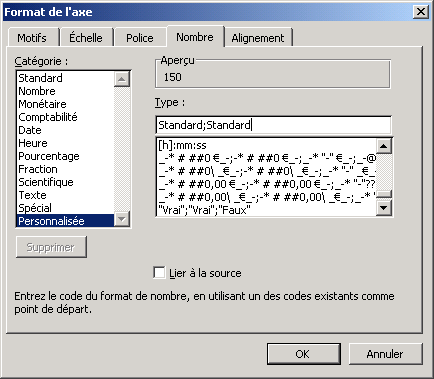 Format de l'axe
Motifs Échelle Police Nombre Alignement
Catégorie :
Standard
Nombre
Monétaire
Comptabilité
Date
Heure
Pourcentage
Fraction
Scientifique
Texte
Spécial
Personnalisée
Supprimer
Aperçu
150
Type :
Standard;Standard
[h]:mm:ss
_-* # ##0 €_-;-* # ##0 €_-;_-* "-" €_-;_-@
_-* # ##0\ _€_-;-* # ##0\ _€_-;_-* "-" _€_-
_-* # ##0,00 €_-;-* # ##0,00 €_-;_-* "-"??
_-* # ##0,00\ _€_-;-* # ##0,00\ _€_-;_-* "
"Vrai";"Vrai";"Faux"
Lier à la source
Entrez le code du format de nombre, en utilisant un des codes existants comme
point de départ.
OK Annuler